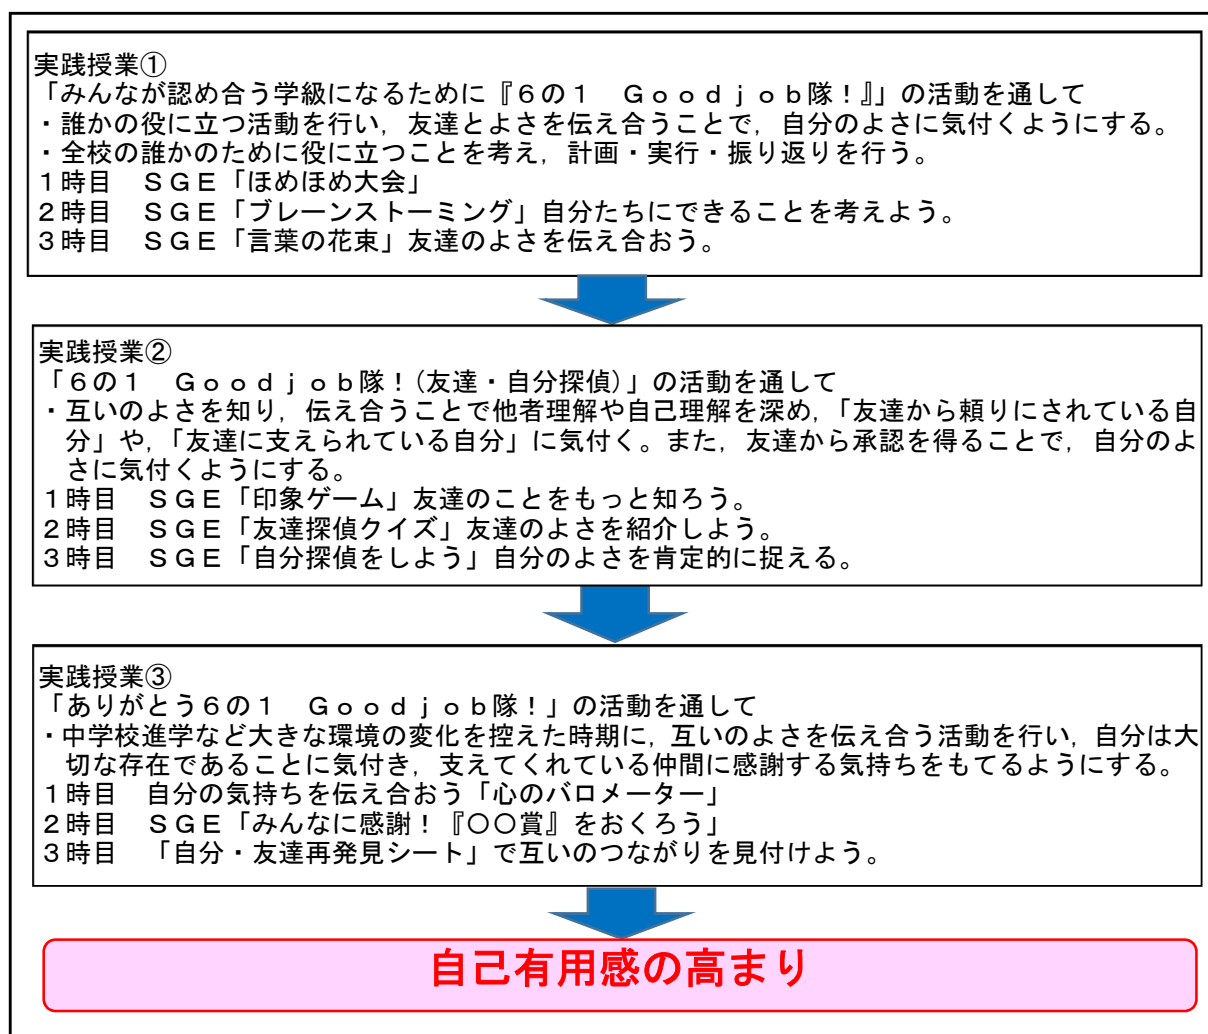 実践授業①
「みんなが認め合う学級になるために『６の１　Ｇｏｏｄｊｏｂ隊！』」の活動を通して
・誰かの役に立つ活動を行い，友達とよさを伝え合うことで，自分のよさに気付くようにする。
・全校の誰かのために役に立つことを考え，計画・実行・振り返りを行う。
１時目　ＳＧＥ「ほめほめ大会」
２時目　ＳＧＥ「ブレーンストーミング」自分たちにできることを考えよう。
３時目　ＳＧＥ「言葉の花束」友達のよさを伝え合おう。
実践授業②
「６の１　Ｇｏｏｄｊｏｂ隊！(友達・自分探偵)」の活動を通して
・互いのよさを知り，伝え合うことで他者理解や自己理解を深め，「友達から頼りにされている自
分」や，「友達に支えられている自分」に気付く。また，友達から承認を得ることで，自分のよ
さに気付くようにする。
１時目　ＳＧＥ「印象ゲーム」友達のことをもっと知ろう。
２時目　ＳＧＥ「友達探偵クイズ」友達のよさを紹介しよう。
３時目　ＳＧＥ「自分探偵をしよう」自分のよさを肯定的に捉える。
実践授業③
「ありがとう６の１　Ｇｏｏｄｊｏｂ隊！」の活動を通して
・中学校進学など大きな環境の変化を控えた時期に，互いのよさを伝え合う活動を行い，自分は大
切な存在であることに気付き，支えてくれている仲間に感謝する気持ちをもてるようにする。
１時目　自分の気持ちを伝え合おう「心のバロメーター」
２時目　ＳＧＥ「みんなに感謝！『〇〇賞』をおくろう」
３時目　「自分・友達再発見シート」で互いのつながりを見付けよう。
自己有用感の高まり